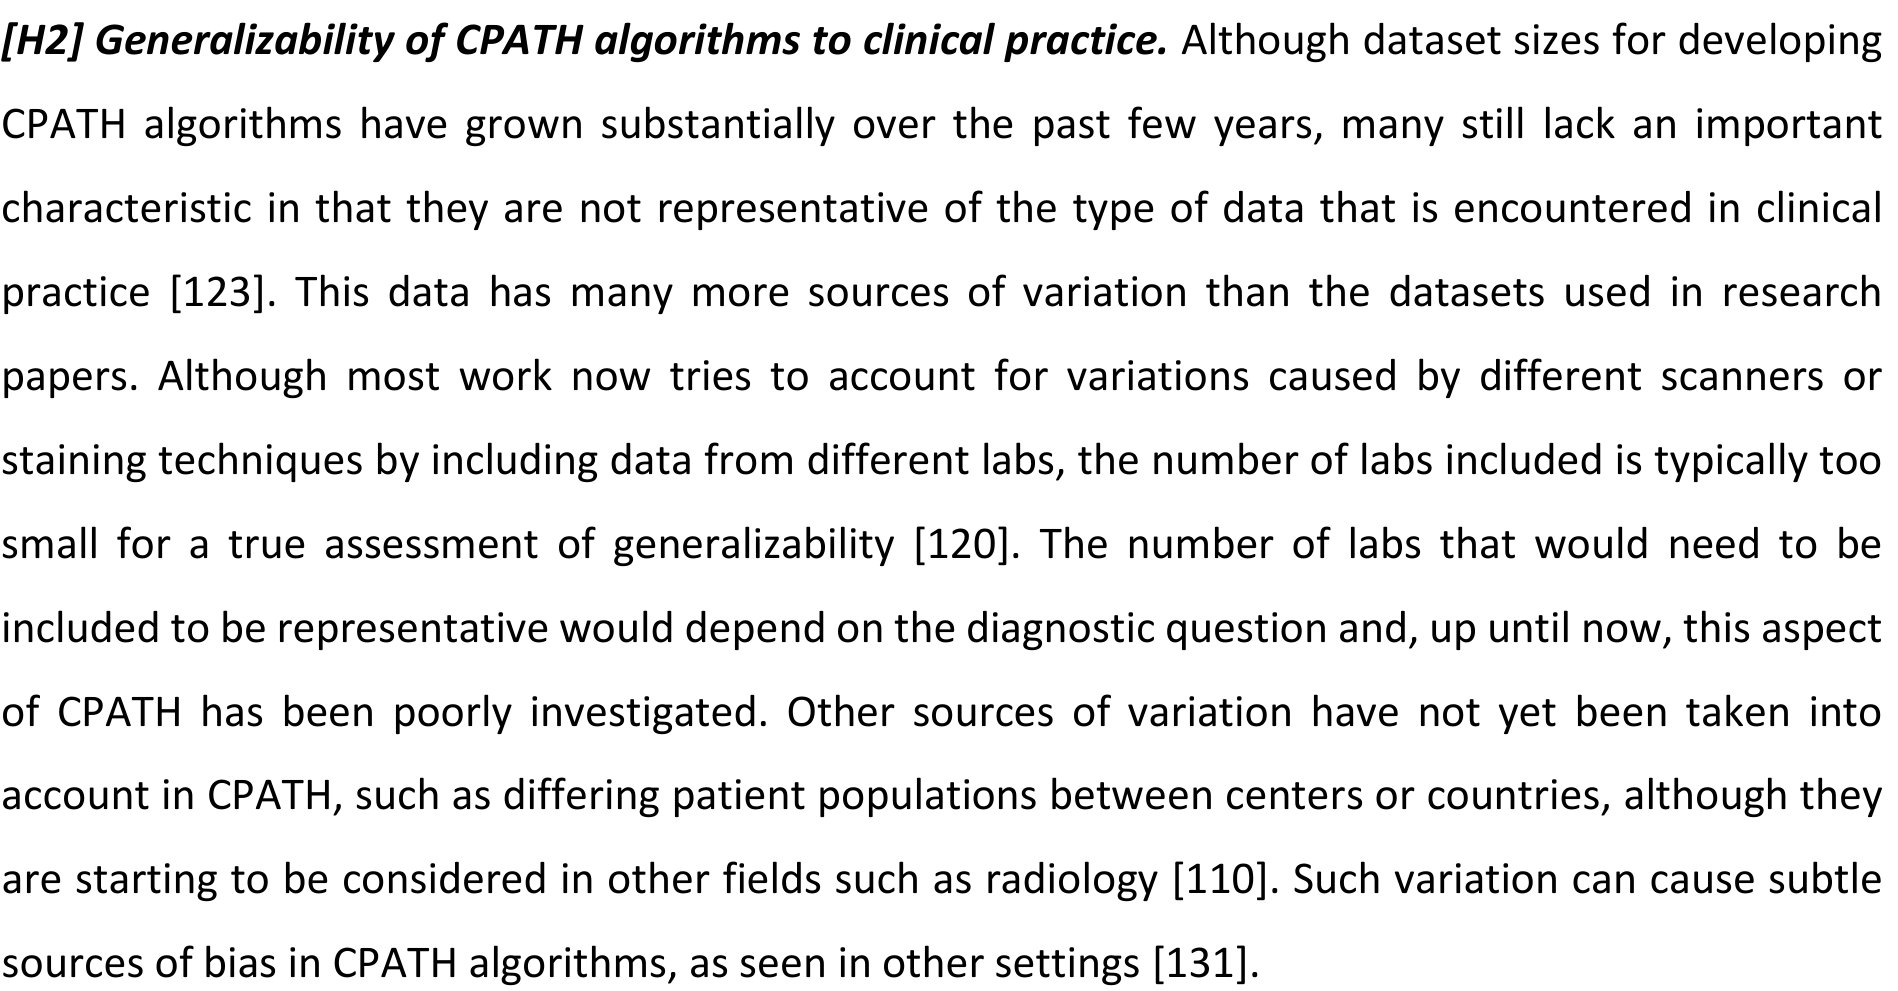 [H2] Generalizability of CPATH algorithms to clinical practice. Although dataset sizes for developing
CPATH algorithms have grown substantially over the past few years, many still lack an important
characteristic in that they are not representative of the type of data that is encountered in clinical
practice [123]. This data has many more sources of variation than the datasets used in research
papers. Although most work now tries to account for variations caused by different scanners or
staining techniques by including data from different labs, the number of labs included is typically too
small for a true assessment of generalizability [120]. The number of labs that would need to be
included to be representative would depend on the diagnostic question and, up until now, this aspect
of CPATH has been poorly investigated. Other sources of variation have not yet been taken into
account in CPATH, such as differing patient populations between centers or countries, although they
are starting to be considered in other fields such as radiology [110]. Such variation can cause subtle
sources of bias in CPATH algorithms, as seen in other settings [131].